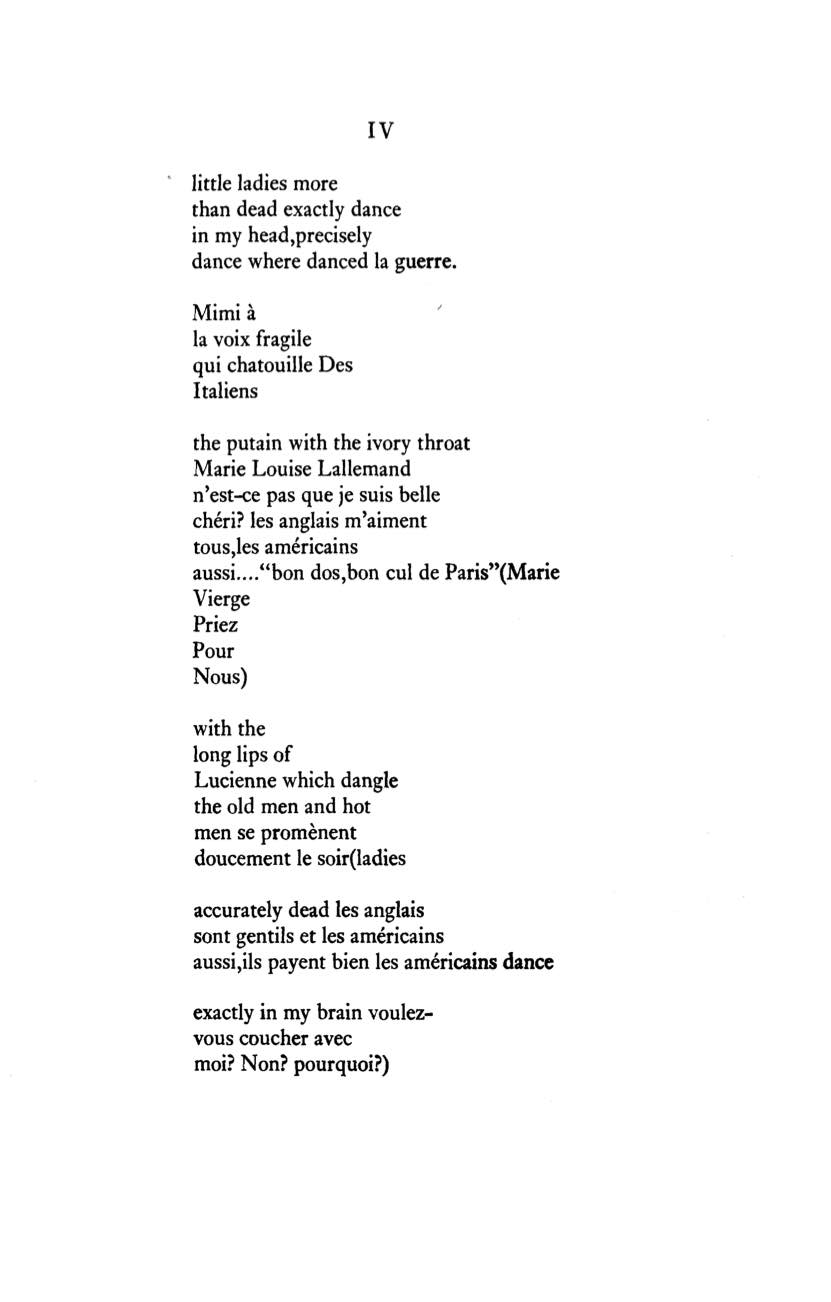 IV
little ladies more
than dead exactly dance
in my head,precisely
dance where danced la guerre.
Mimi à
la voix fragile
qui chatouille Des
Italiens
the putain with the ivory throat
Marie Louise Lallemand
n'est-ce pas que je suis belle
chéri? les anglais m'aiment
tous,les américains
aussi...."bon dos,bon cul de Paris"(Marie
Vierge
Priez
Pour
Nous)
with the
long lips of
Lucienne which dangle
the old men and hot
men se promènent
doucement le soir(ladies
accurately dead les anglais
sont gentils et les américains
aussi,ils payent bien les américains dance
exactly in my brain voulez-
vous coucher avec
moi? Non? pourquoi?)